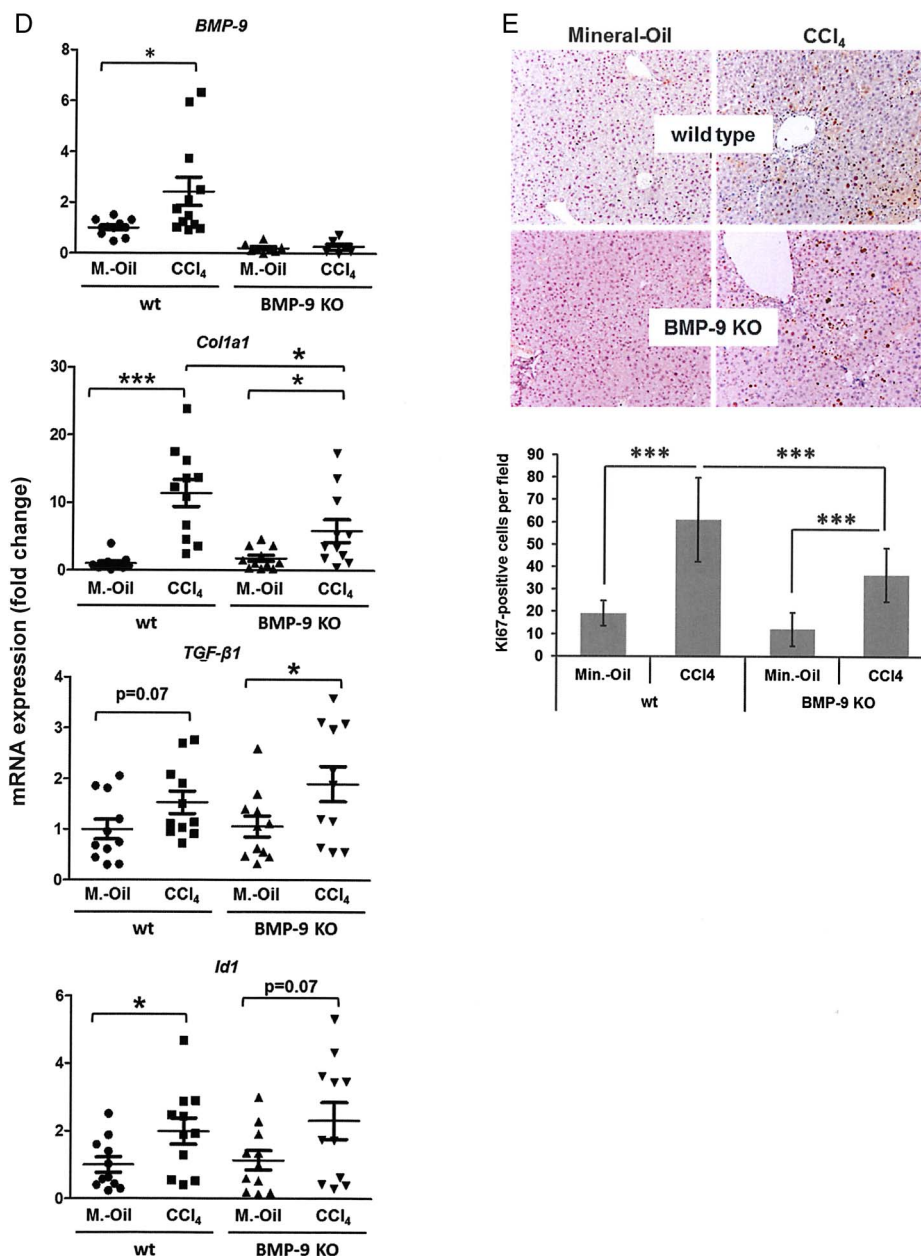 D
BMP-9
*
8
6
4
2
0
M.-Oil CCl₄ M.-Oil CCl₄
wt BMP-9 KO
Col1a1
*
*** *
30
20
10
0
M.-Oil CCl₄ M.-Oil CCl₄
wt BMP-9 KO
mRNA expression (fold change)
TGF-β1
p=0.07 *
4
3
2
1
0
M.-Oil CCl₄ M.-Oil CCl₄
wt BMP-9 KO
Id1
* p=0.07
6
4
2
0
M.-Oil CCl₄ M.-Oil CCl₄
wt BMP-9 KO
E
Mineral-Oil CCl₄
wild type
BMP-9 KO
Ki67-positive cells per field
90
80
70
60
50
40
30
20
10
0
*** ***
***
Min.-Oil CCl4 Min.-Oil CCl4
wt BMP-9 KO